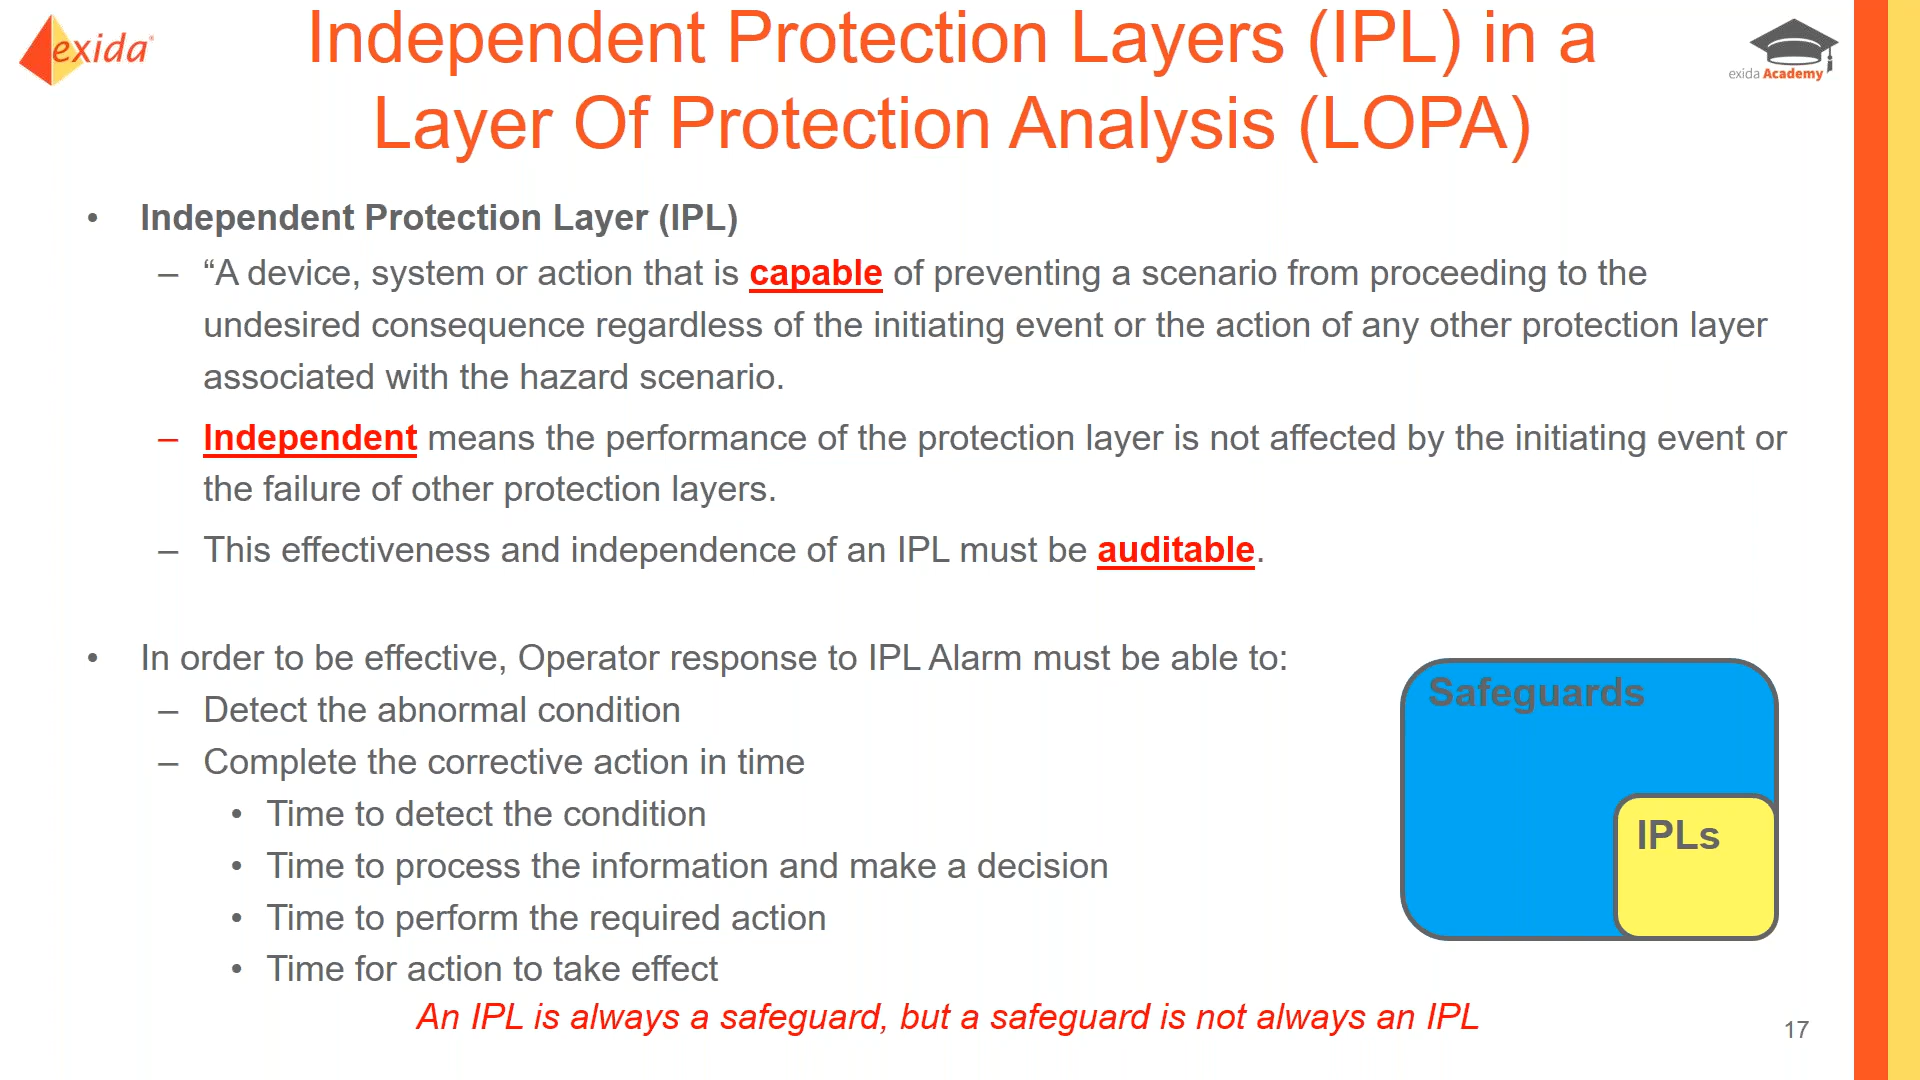 exida
Independent Protection Layers (IPL) in a
Layer Of Protection Analysis (LOPA)
exida Academy
• Independent Protection Layer (IPL)
– “A device, system or action that is capable of preventing a scenario from proceeding to the
undesired consequence regardless of the initiating event or the action of any other protection layer
associated with the hazard scenario.
– Independent means the performance of the protection layer is not affected by the initiating event or
the failure of other protection layers.
– This effectiveness and independence of an IPL must be auditable.
• In order to be effective, Operator response to IPL Alarm must be able to:
– Detect the abnormal condition
– Complete the corrective action in time
• Time to detect the condition
• Time to process the information and make a decision
• Time to perform the required action
• Time for action to take effect
Safeguards
IPLs
An IPL is always a safeguard, but a safeguard is not always an IPL
17